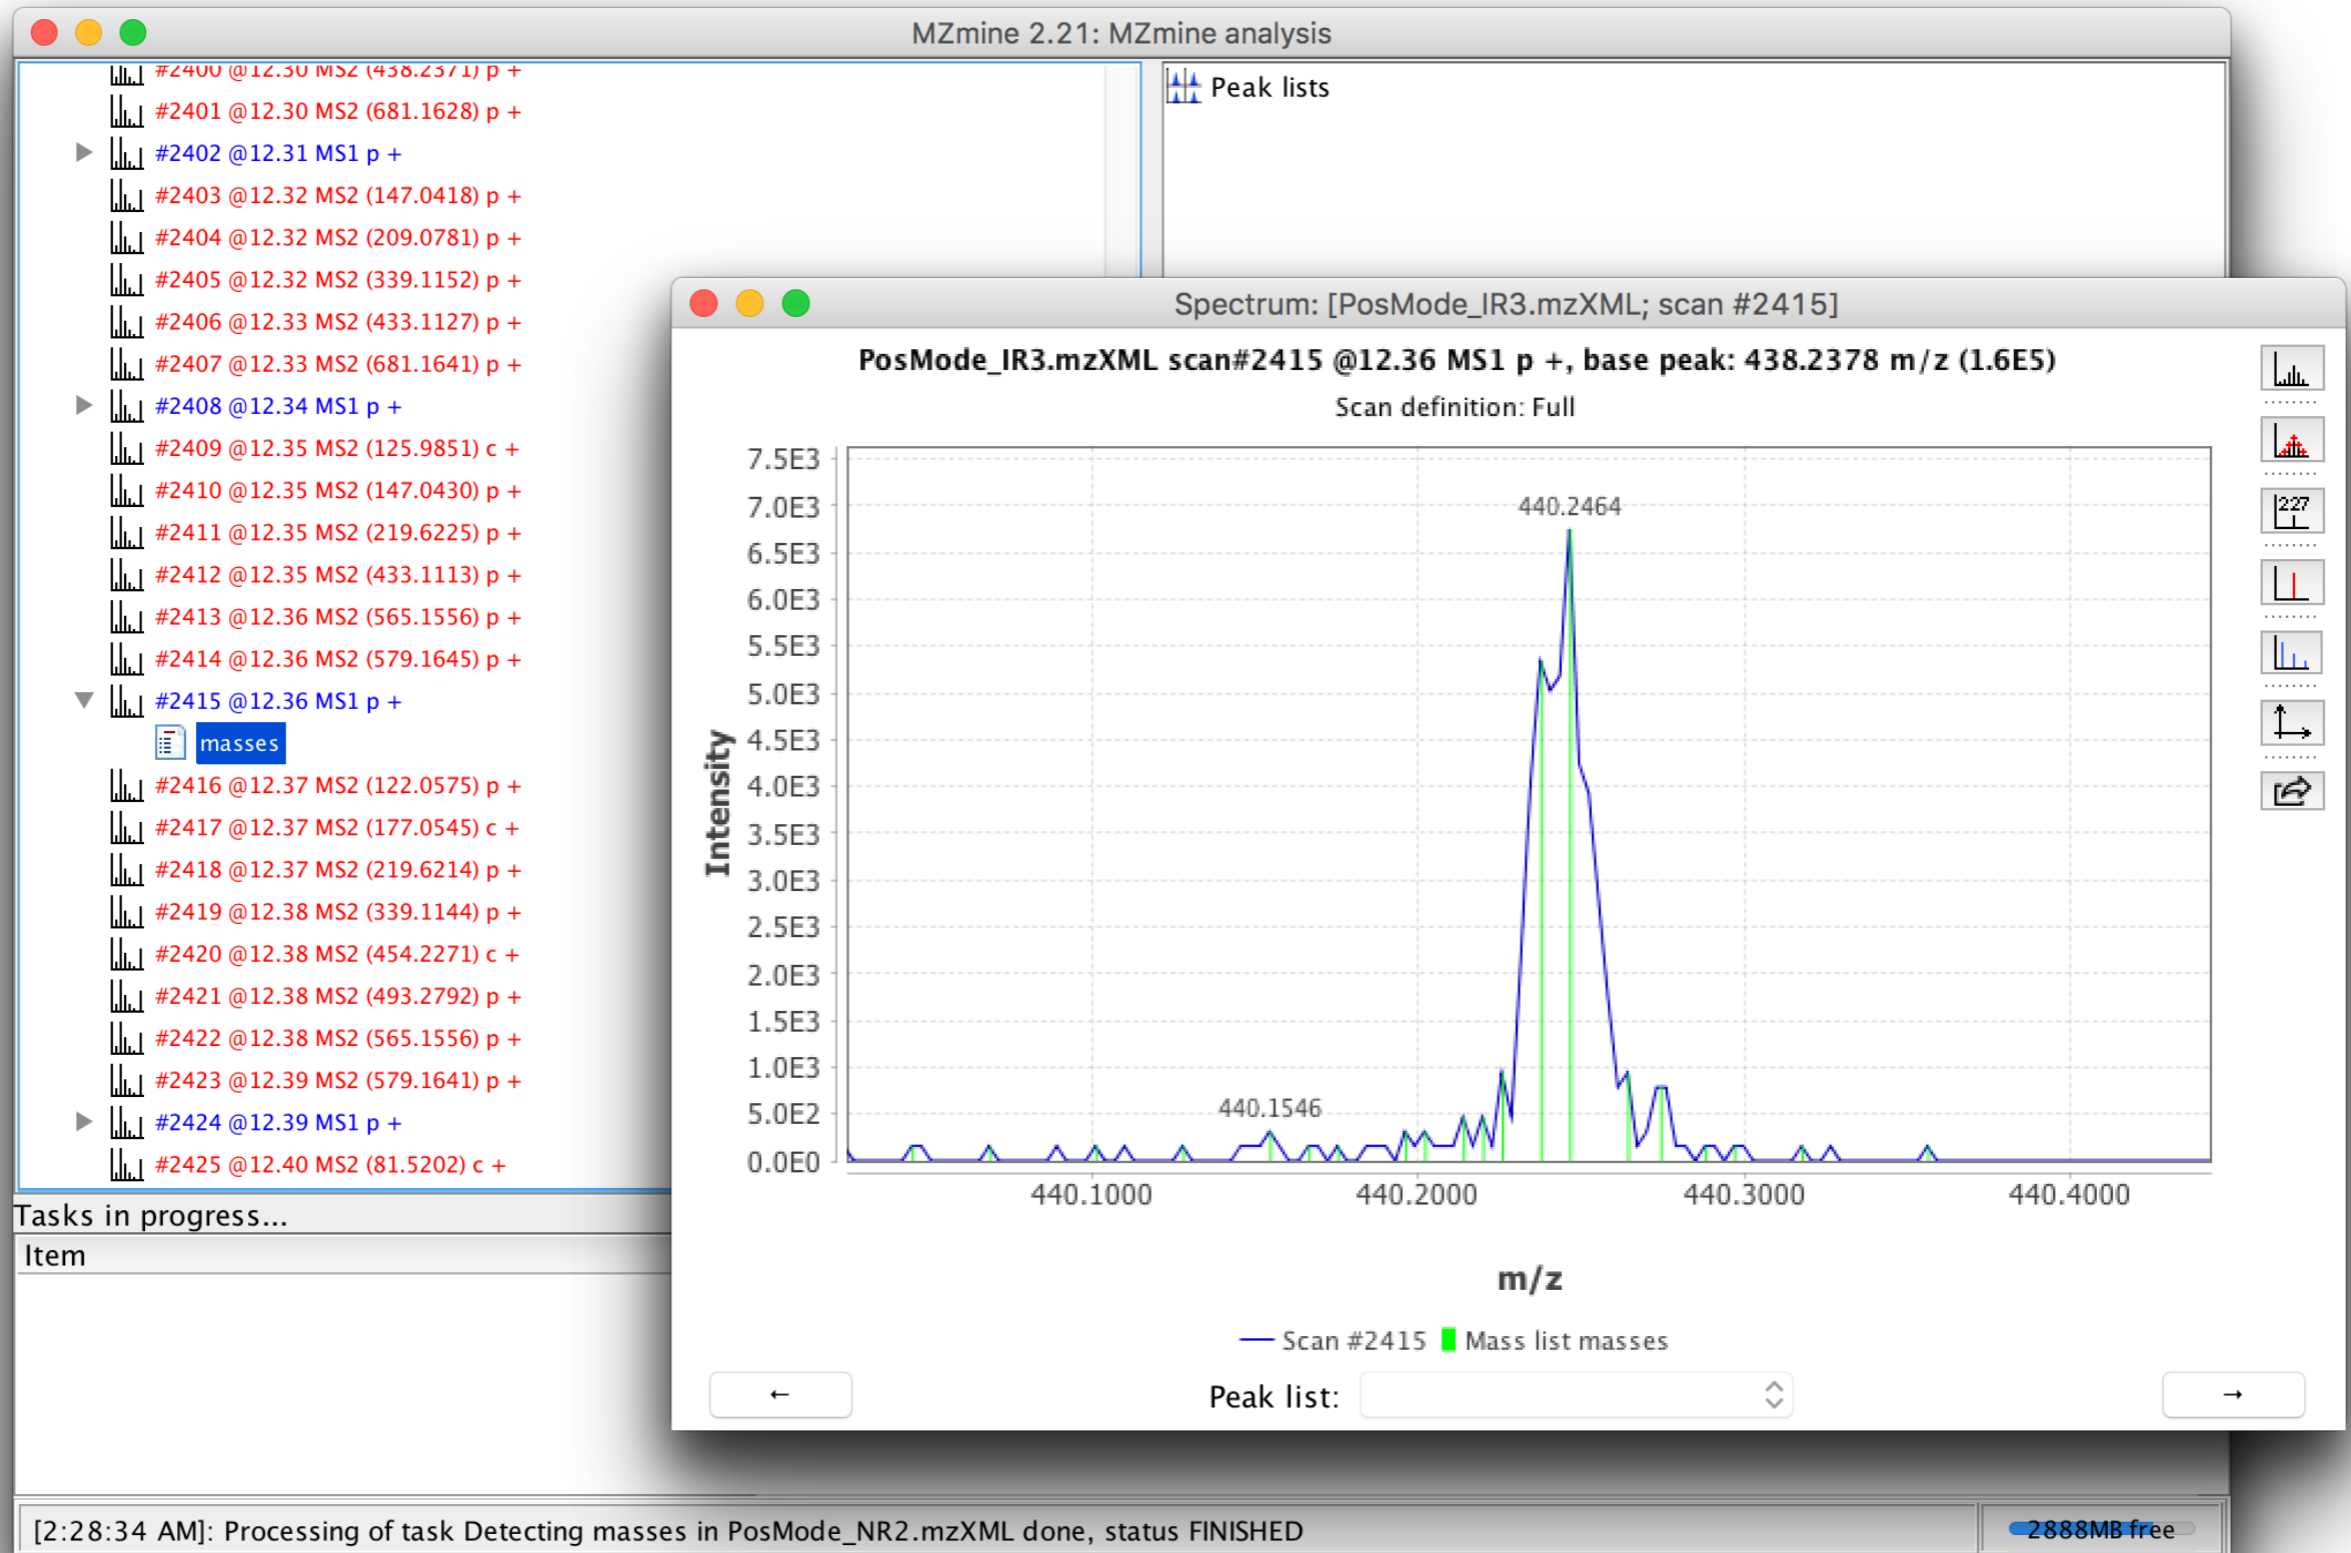 MZmine 2.21: MZmine analysis
#2400 @12.30 MS2 (438.2371) p +
#2401 @12.30 MS2 (681.1628) p +
#2402 @12.31 MS1 p +
#2403 @12.32 MS2 (147.0418) p +
#2404 @12.32 MS2 (209.0781) p +
#2405 @12.32 MS2 (339.1152) p +
#2406 @12.33 MS2 (433.1127) p +
#2407 @12.33 MS2 (681.1641) p +
#2408 @12.34 MS1 p +
#2409 @12.35 MS2 (125.9851) c +
#2410 @12.35 MS2 (147.0430) p +
#2411 @12.35 MS2 (219.6225) p +
#2412 @12.35 MS2 (433.1113) p +
#2413 @12.36 MS2 (565.1556) p +
#2414 @12.36 MS2 (579.1645) p +
#2415 @12.36 MS1 p +
masses
#2416 @12.37 MS2 (122.0575) p +
#2417 @12.37 MS2 (177.0545) c +
#2418 @12.37 MS2 (219.6214) p +
#2419 @12.38 MS2 (339.1144) p +
#2420 @12.38 MS2 (454.2271) c +
#2421 @12.38 MS2 (493.2792) p +
#2422 @12.38 MS2 (565.1556) p +
#2423 @12.39 MS2 (579.1641) p +
#2424 @12.39 MS1 p +
#2425 @12.40 MS2 (81.5202) c +
Peak lists
Spectrum: [PosMode_IR3.mzXML; scan #2415]
PosMode_IR3.mzXML scan#2415 @12.36 MS1 p +, base peak: 438.2378 m/z (1.6E5)
Scan definition: Full
227
Intensity
7.5E3
7.0E3
6.5E3
6.0E3
5.5E3
5.0E3
4.5E3
4.0E3
3.5E3
3.0E3
2.5E3
2.0E3
1.5E3
1.0E3
5.0E2
0.0E0
440.2464
440.1546
440.1000 440.2000 440.3000 440.4000
m/z
Scan #2415 Mass list masses
← Peak list: →
Tasks in progress...
Item
[2:28:34 AM]: Processing of task Detecting masses in PosMode_NR2.mzXML done, status FINISHED
2888MB free